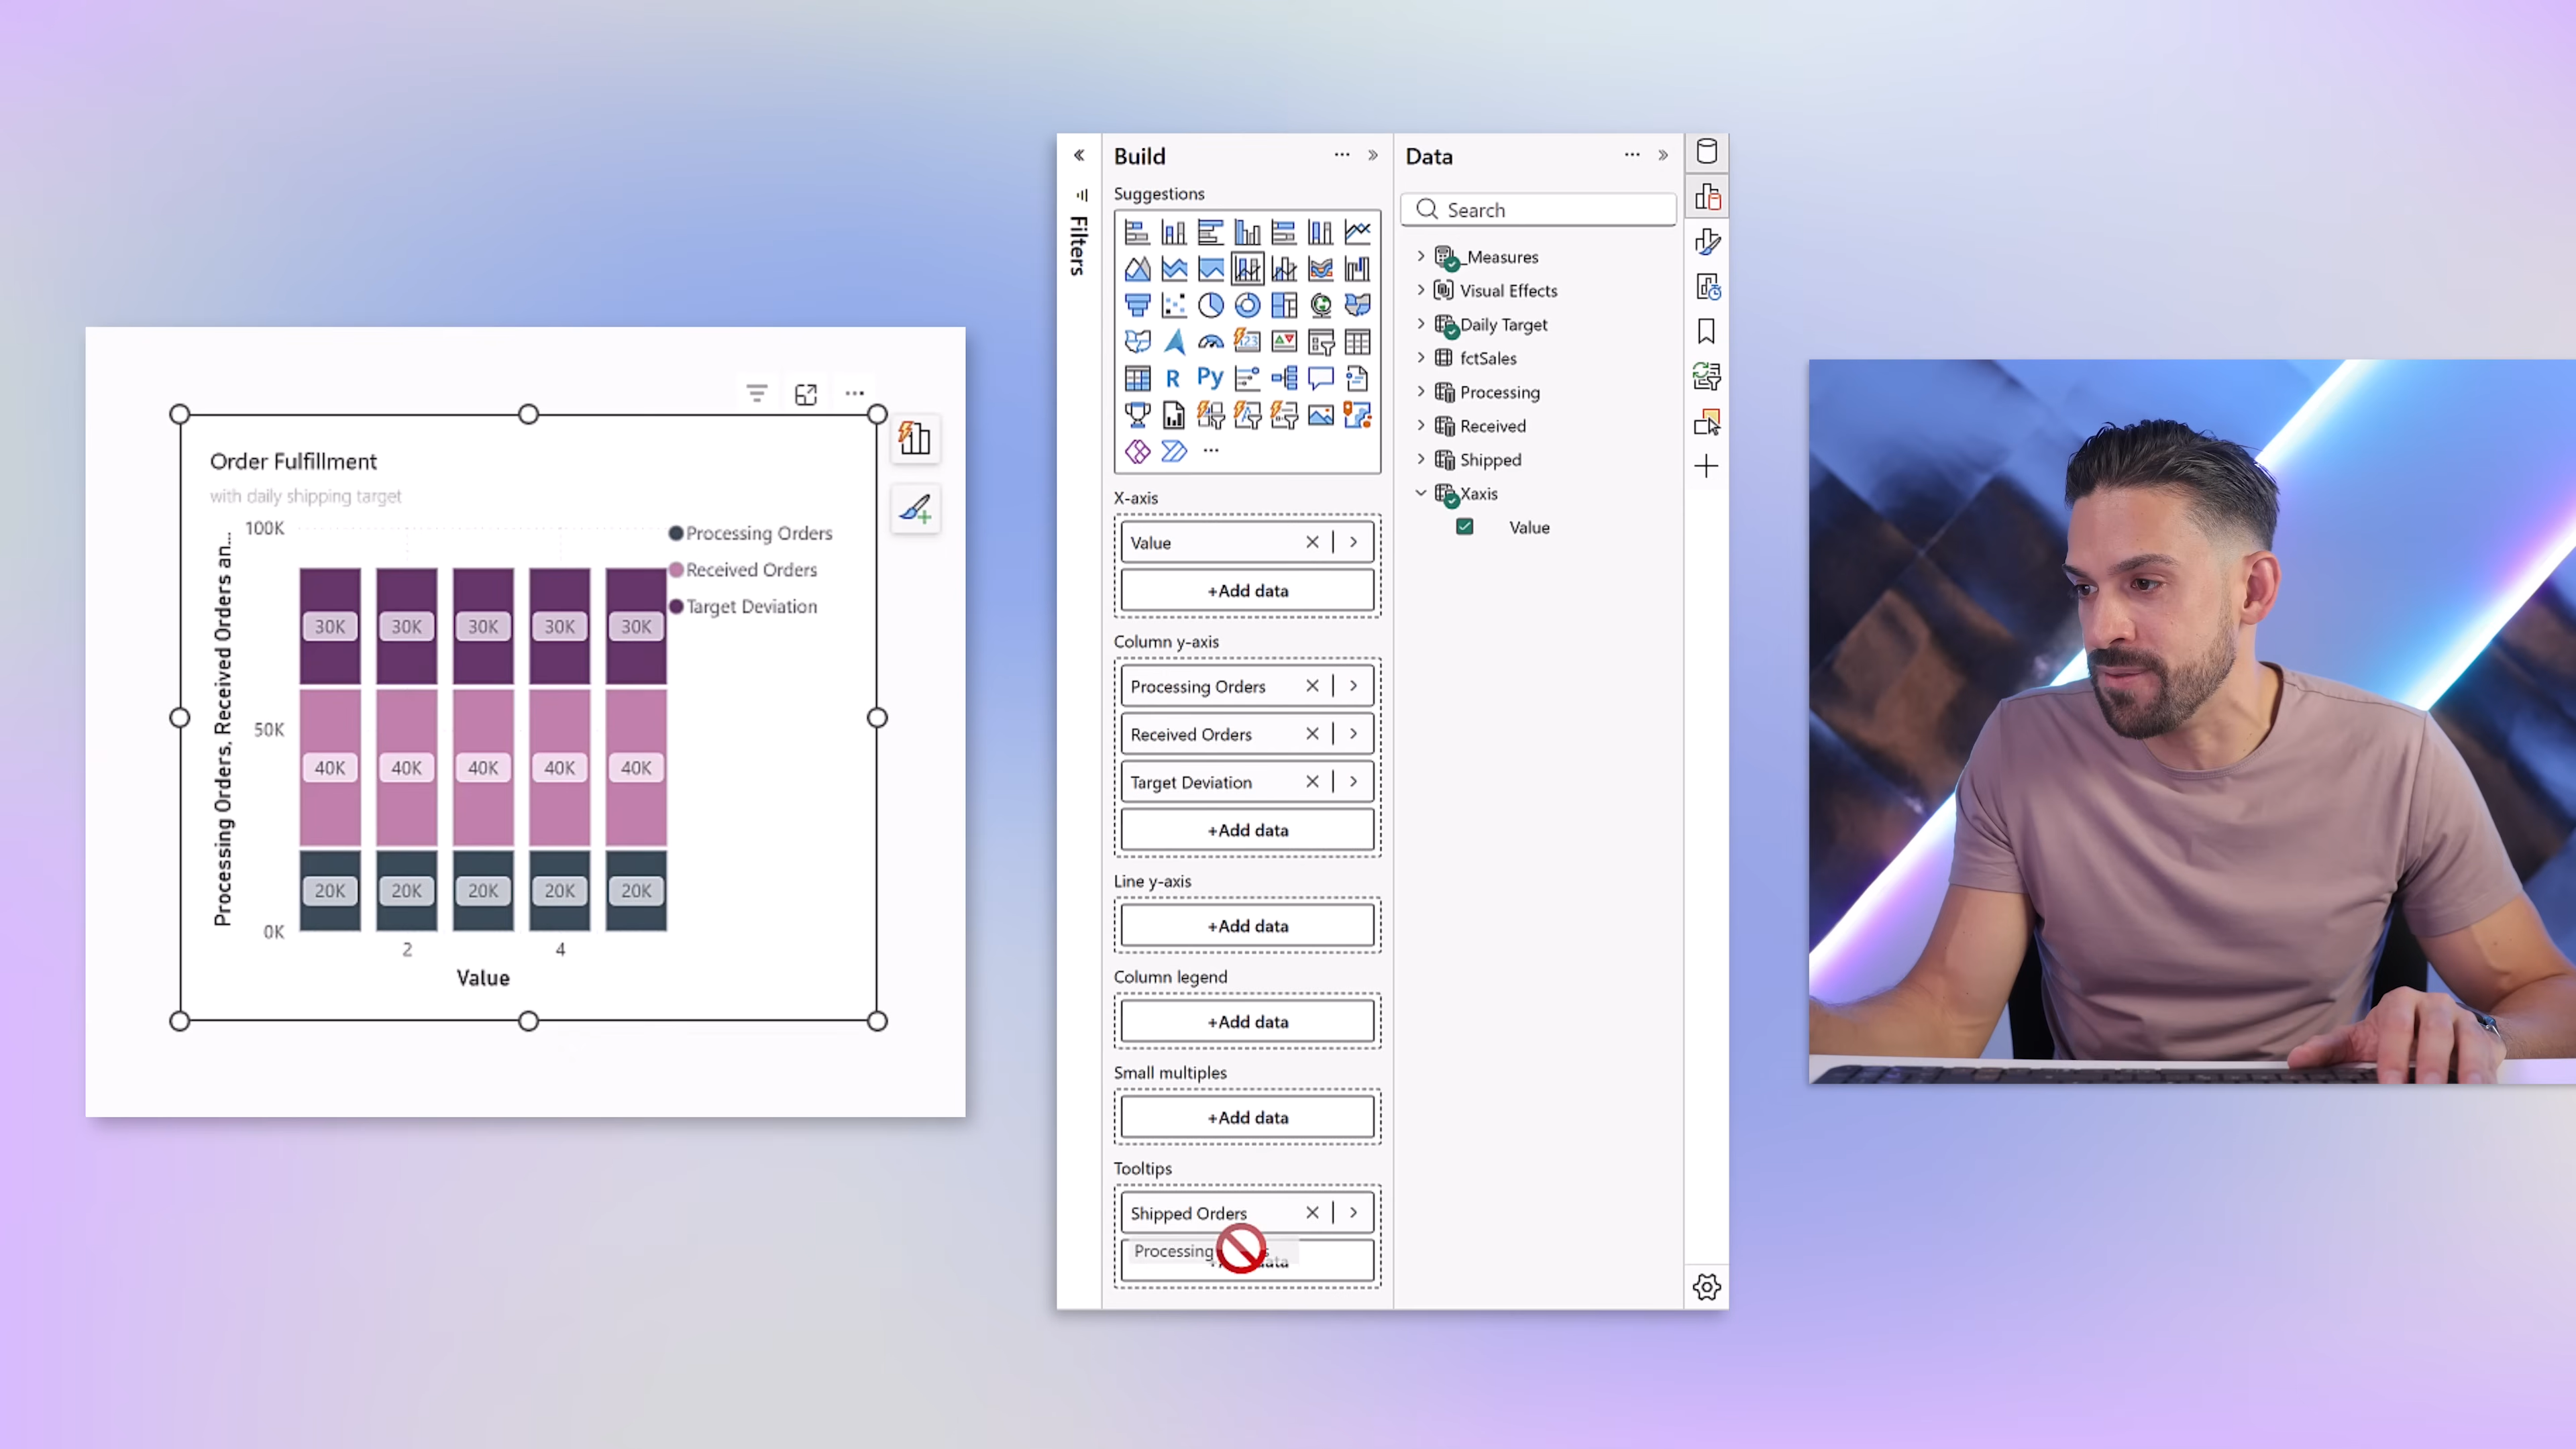 Order Fulfillment
with daily shipping target
Processing Orders, Received Orders an...
100K
50K
0K
30K 30K 30K 30K 30K
40K 40K 40K 40K 40K
20K 20K 20K 20K 20K
2 4
Value
Processing Orders
Received Orders
Target Deviation
Filters
Build
Suggestions
123
R Py
X-axis
Value
+Add data
Column y-axis
Processing Orders
Received Orders
Target Deviation
+Add data
Line y-axis
+Add data
Column legend
+Add data
Small multiples
+Add data
Tooltips
Shipped Orders
Processing
Data
Search
_Measures
Visual Effects
Daily Target
fctSales
Processing
Received
Shipped
Xaxis
Value